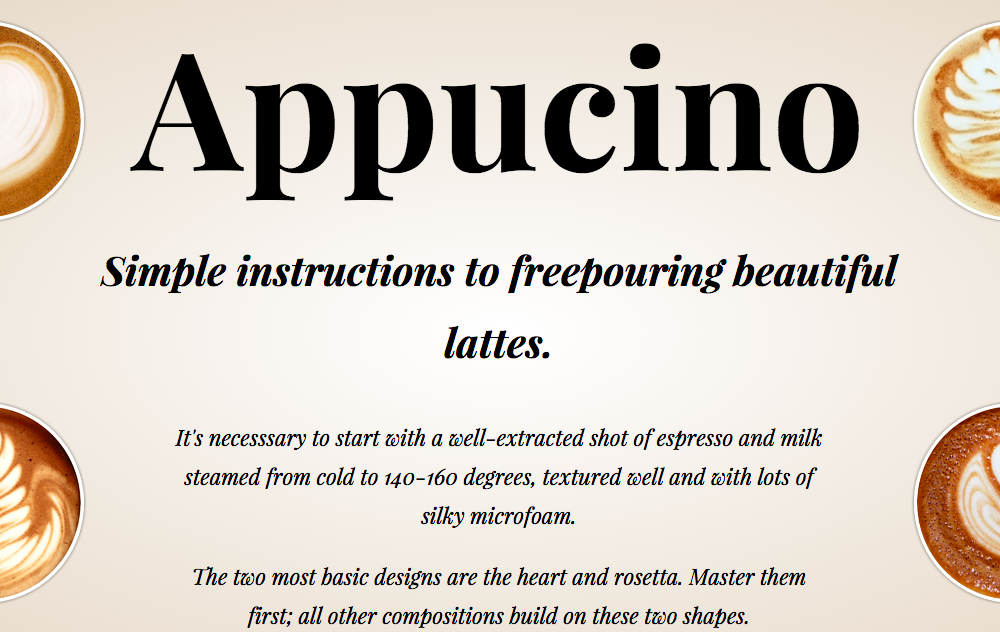 Appucino
Simple instructions to freepouring beautiful
lattes.
It's necesssary to start with a well-extracted shot of espresso and milk
steamed from cold to 140-160 degrees, textured well and with lots of
silky microfoam.
The two most basic designs are the heart and rosetta. Master them
first; all other compositions build on these two shapes.